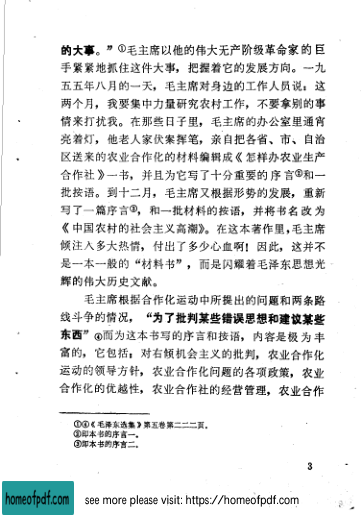 的大事。”①毛主席以他的伟大无产阶级革命家的巨
手紧紧地抓住这件大事，把握着它的发展方向。一九
五五年八月的一天，毛主席对身边的工作人员说：这
两个月，我要集中力量研究农村工作，不要拿别的事
情来打扰我。在那些日子里，毛主席的办公室里通宵
亮着灯，他老人家伏案挥笔，亲自把各省、市、自治
区送来的农业合作化的材料编辑成《怎样办农业生产
合作社》一书，并且为它写了十分重要的序言②和一
批按语。到十二月，毛主席又根据形势的发展，重新
写了一篇序言③，和一批材料的按语，并将书名改为
《中国农村的社会主义高潮》。在这本著作里，毛主席
倾注入多大热情，付出了多少心血啊！因此，这并不
是一本一般的“材料书”，而是闪耀着毛泽东思想光
辉的伟大历史文献。
毛主席根据合作化运动中所提出的问题和两条路
线斗争的情况，“为了批判某些错误思想和建议某些
东西”④而为这本书写的序言和按语，内容是极为丰
富的，它包括：对右倾机会主义的批判，农业合作化
运动的领导方针，农业合作化问题的各项政策，农业
合作化的优越性，农业合作社的经营管理，农业合作
①④《毛泽东选集》第五卷第二二二页。
②即本书的序言一。
③即本书的序言二。
3
homeofpdf.com
see more please visit: https://homeofpdf.com